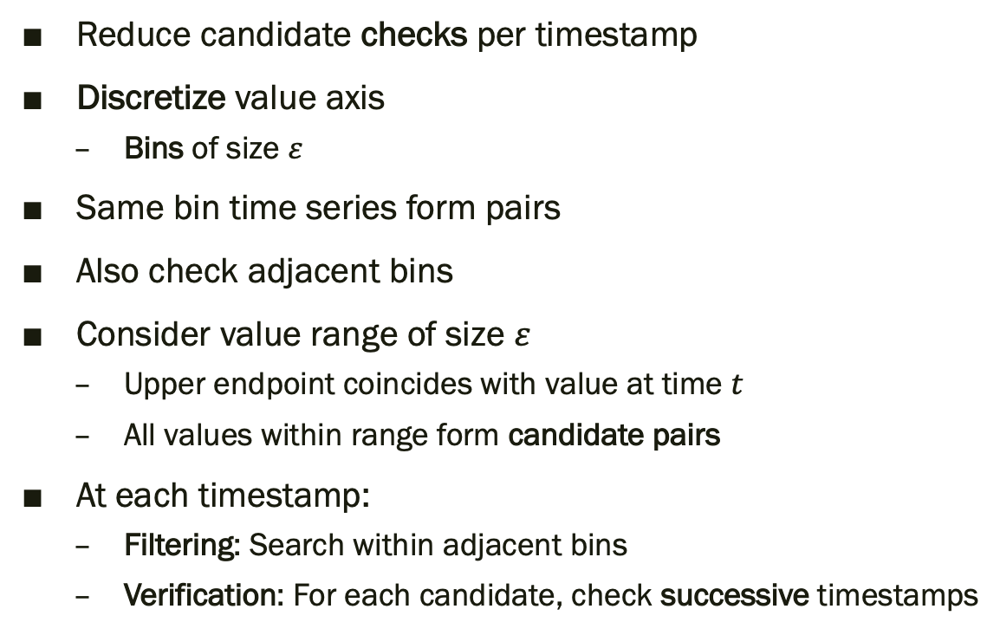 ■ Reduce candidate checks per timestamp
■ Discretize value axis
– Bins of size ε
■ Same bin time series form pairs
■ Also check adjacent bins
■ Consider value range of size ε
– Upper endpoint coincides with value at time t
– All values within range form candidate pairs
■ At each timestamp:
– Filtering: Search within adjacent bins
– Verification: For each candidate, check successive timestamps